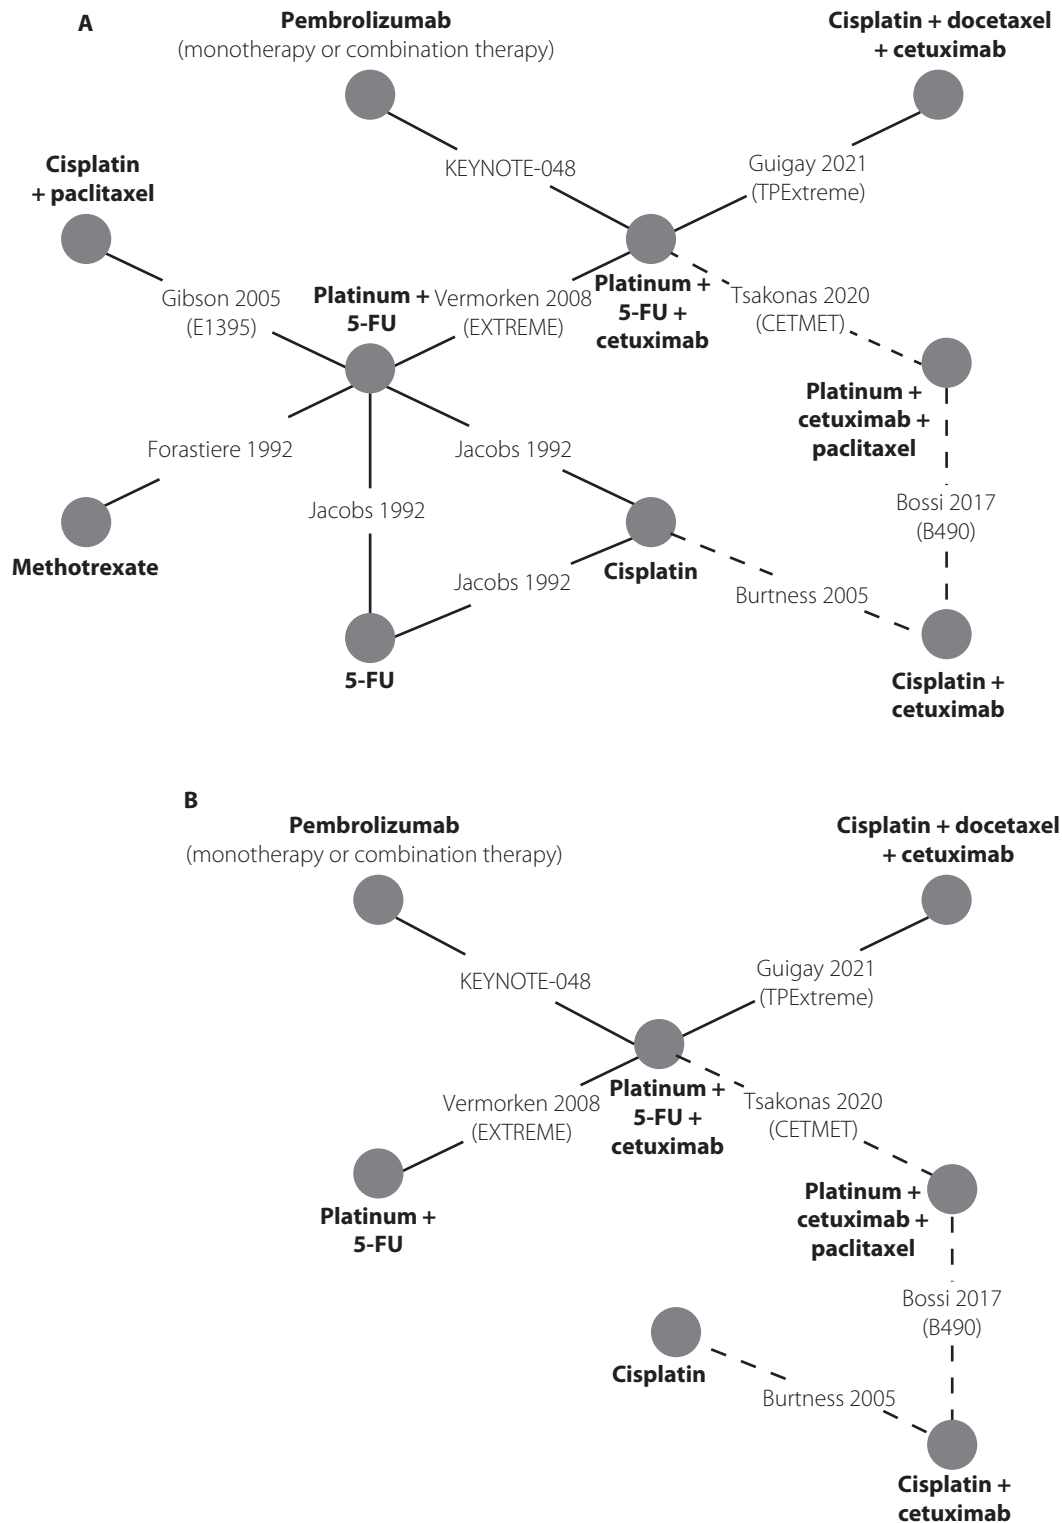 A
Pembrolizumab
(monotherapy or combination therapy)
Cisplatin + docetaxel
+ cetuximab
KEYNOTE-048
Guigay 2021
(TPExtreme)
Cisplatin
+ paclitaxel
Gibson 2005
(E1395)
Platinum +
5-FU
Vermorken 2008
(EXTREME)
Platinum +
5-FU +
cetuximab
Tsakonas 2020
(CETMET)
Platinum +
cetuximab +
paclitaxel
Forastiere 1992
Jacobs 1992
Jacobs 1992
Bossi 2017
(B490)
Methotrexate
Jacobs 1992
Cisplatin
Burtness 2005
5-FU
Cisplatin +
cetuximab
B
Pembrolizumab
(monotherapy or combination therapy)
Cisplatin + docetaxel
+ cetuximab
KEYNOTE-048
Guigay 2021
(TPExtreme)
Vermorken 2008
(EXTREME)
Platinum +
5-FU +
cetuximab
Tsakonas 2020
(CETMET)
Platinum +
5-FU
Platinum +
cetuximab +
paclitaxel
Bossi 2017
(B490)
Cisplatin
Burtness 2005
Cisplatin +
cetuximab